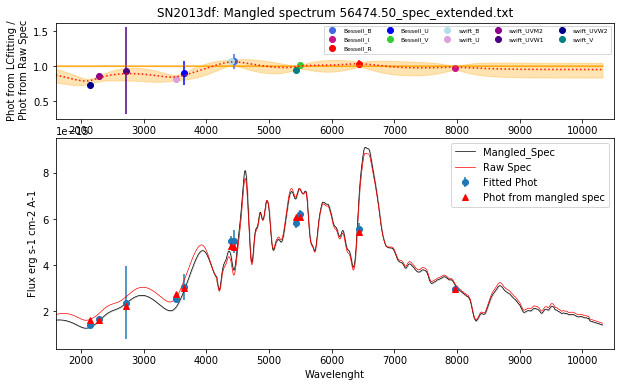 SN2013df: Mangled spectrum 56474.50_spec_extended.txt
Phot from LCfitting /
Phot from Raw Spec
1.5
1.0
0.5
Bessell_B
Bessell_I
Bessell_R
Bessell_U
Bessell_V
swift_B
swift_U
swift_UVM2
swift_UVW1
swift_UVW2
swift_V
2000 3000 4000 5000 6000 7000 8000 9000 10000
Flux erg s-1 cm-2 A-1
8
6
4
2
Mangled_Spec
Raw Spec
Fitted Phot
Phot from mangled spec
2000 3000 4000 5000 6000 7000 8000 9000 10000
Wavelenght